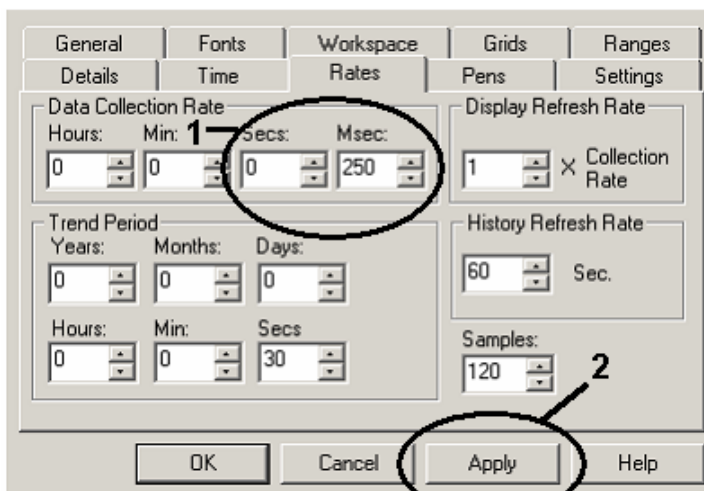 General Fonts Workspace Grids Ranges
Details Time Rates Pens Settings
Data Collection Rate
Hours: Min: 1 Secs: Msec:
0 0 0 250
Display Refresh Rate
1 X Collection
Rate
Trend Period
Years: Months: Days:
0 0 0
Hours: Min: Secs
0 0 30
History Refresh Rate
60 Sec.
Samples:
120
2
OK Cancel Apply Help